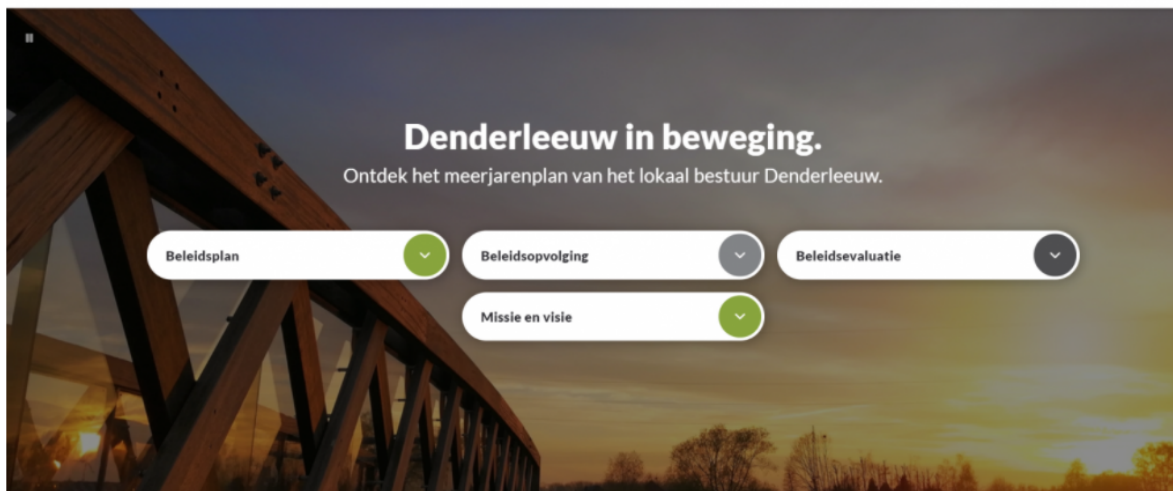 Denderleeuw in beweging.
Ontdek het meerjarenplan van het lokaal bestuur Denderleeuw.
Beleidsplan
Beleidsopvolging
Beleidsevaluatie
Missie en visie